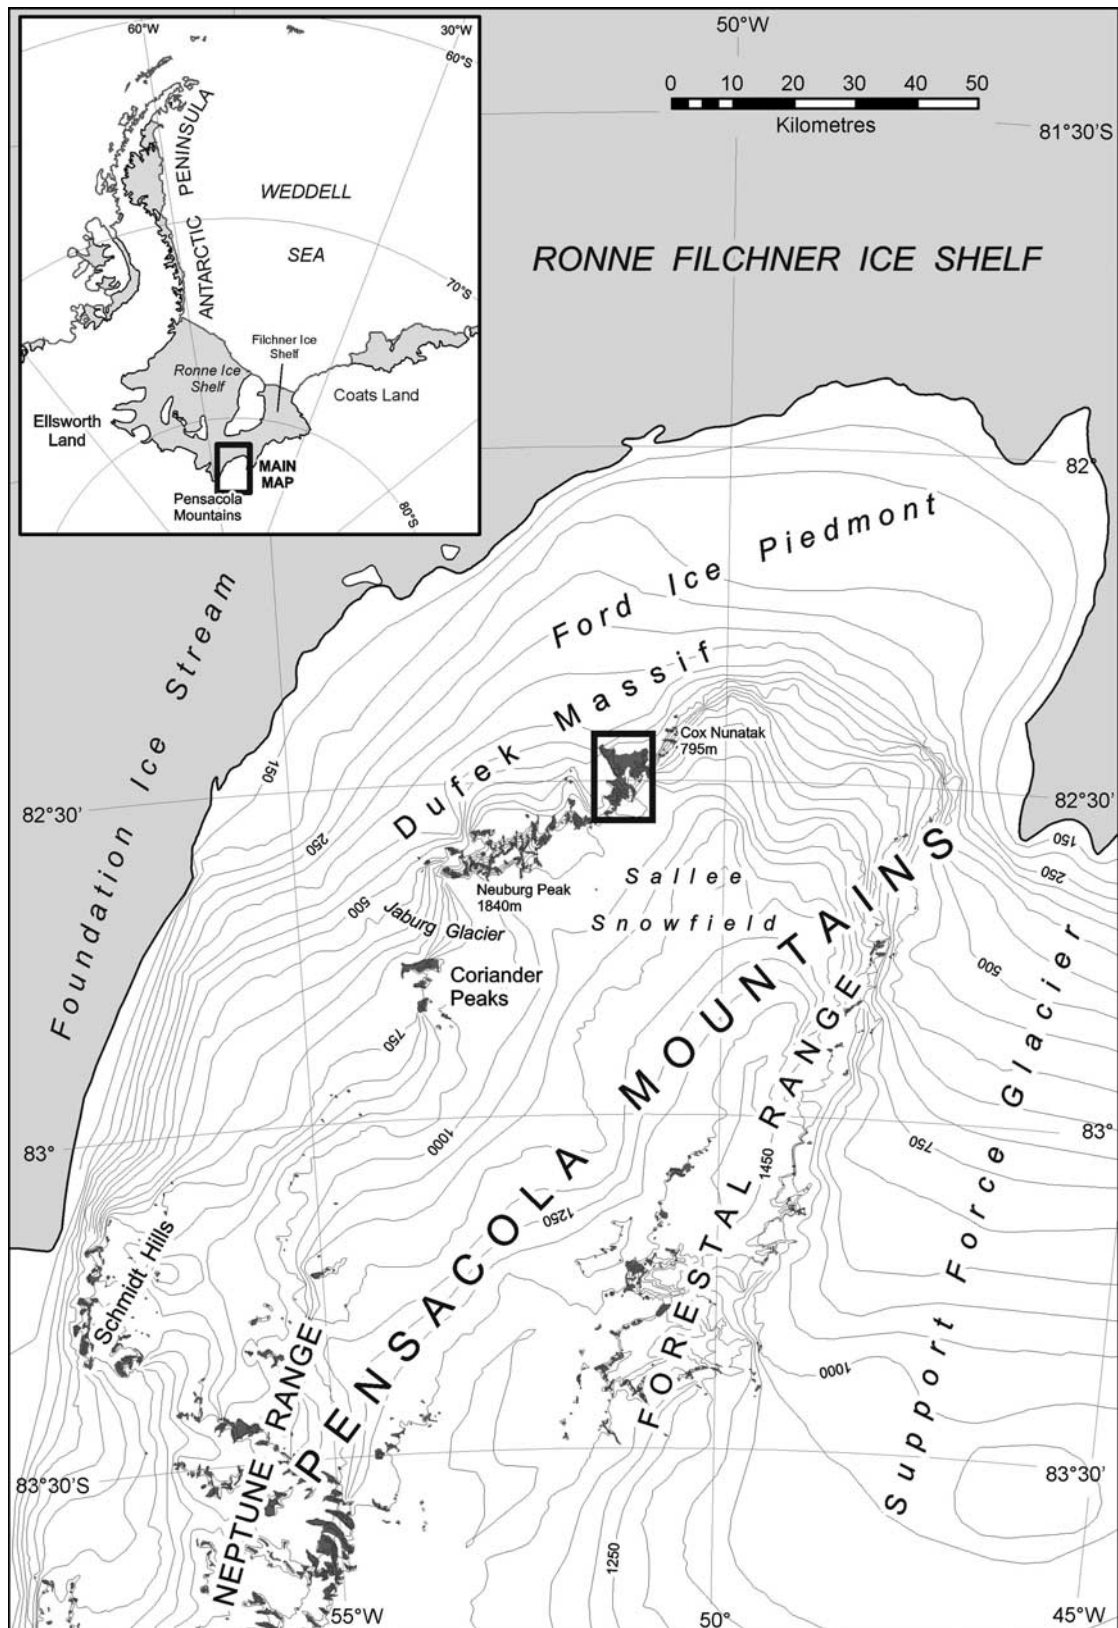 60°W
30°W
60°S
ANTARCTIC PENINSULA
WEDDELL
SEA
70°S
Filchner Ice
Shelf
Ronne Ice
Shelf
Coats Land
Ellsworth
Land
MAIN
MAP
Pensacola
Mountains
80°S
50°W
0 10 20 30 40 50
Kilometres
81°30'S
RONNE FILCHNER ICE SHELF
82°
Ford Ice Piedmont
Foundation Ice Stream
Dufek Massif
Cox Nunatak
795m
150
82°30'
82°30'
250
150
250
Neuburg Peak
1840m
Sallee
Snowfield
500
Jaburg Glacier
500
Coriander
Peaks
750
PENSACOLA MOUNTAINS
FORESTAL RANGE
Support Force Glacier
83°
1000
83°
750
1450
1250
Schmidt Hills
NEPTUNE RANGE
1000
83°30'S
83°30'
1250
55°W
50°
45°W